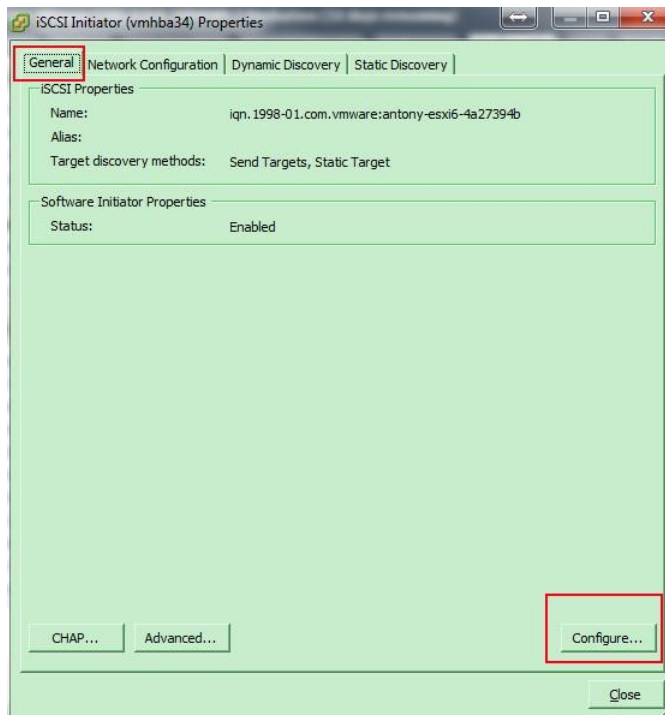 iSCSI Initiator (vmhba34) Properties
General Network Configuration Dynamic Discovery Static Discovery
iSCSI Properties
Name: iqn.1998-01.com.vmware:antony-esxi6-4a27394b
Alias:
Target discovery methods: Send Targets, Static Target
Software Initiator Properties
Status: Enabled
CHAP... Advanced... Configure...
Close